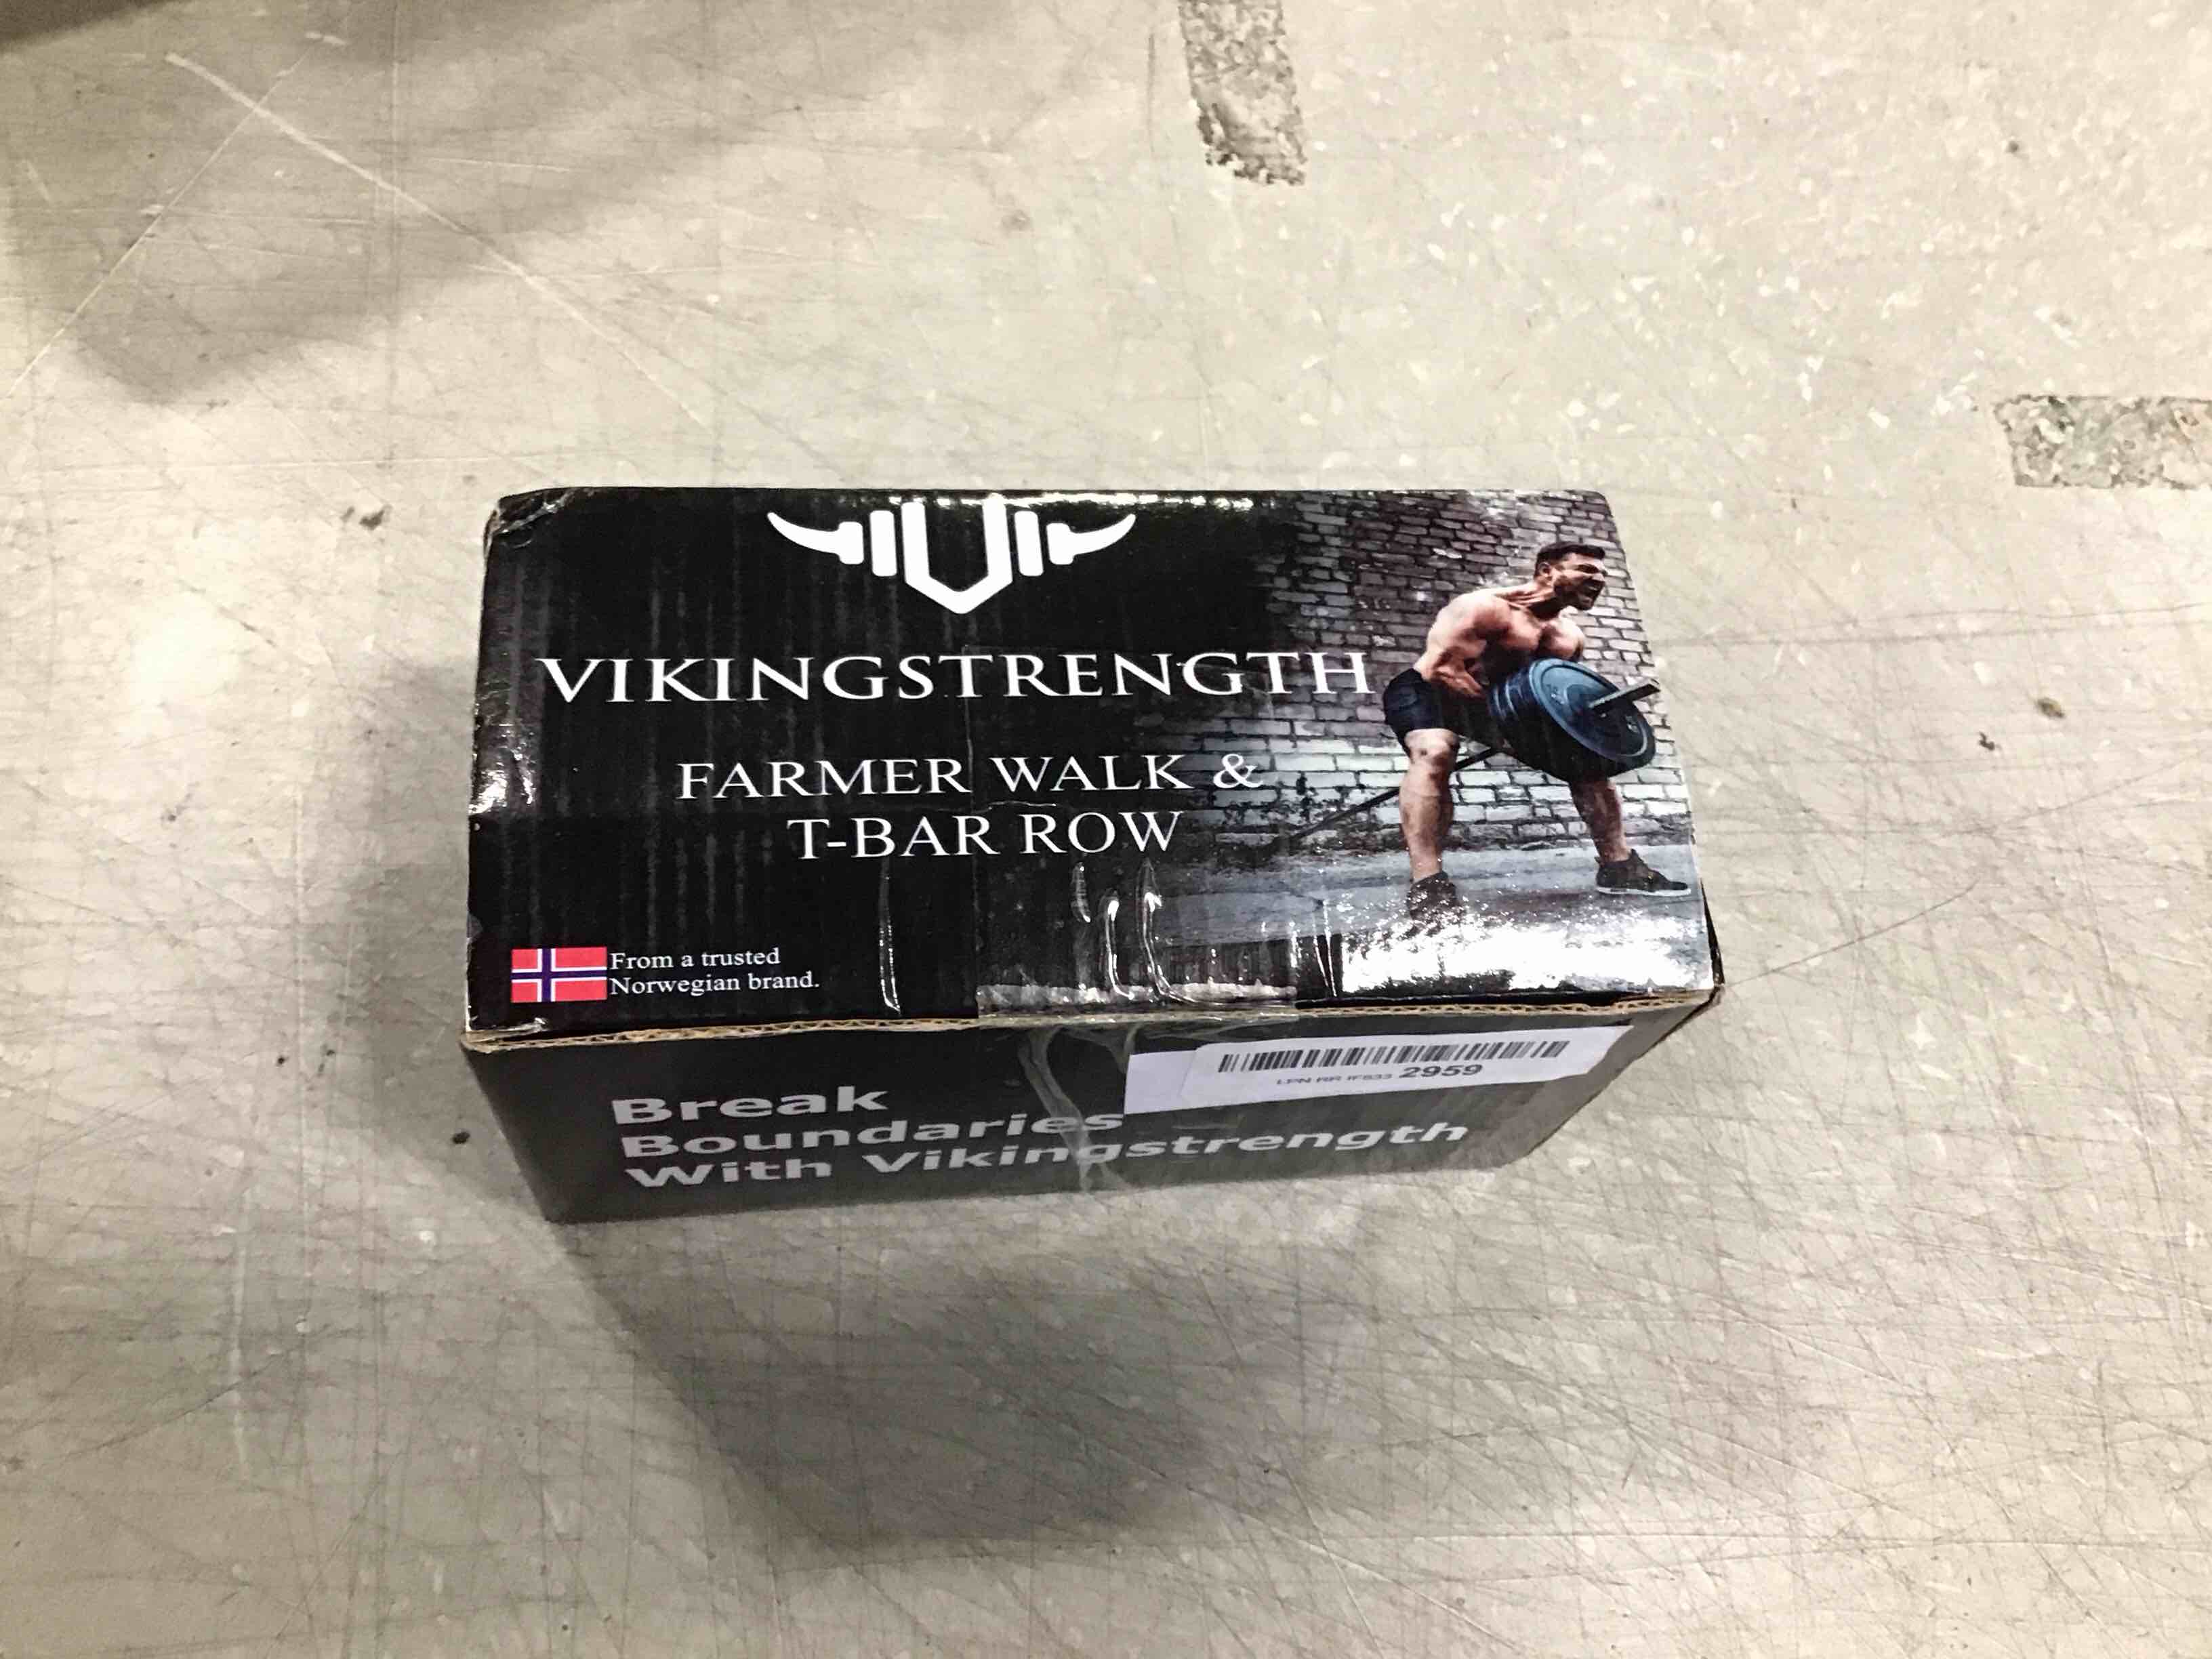 VIKINGSTRENGTH
FARMER WALK &
T-BAR ROW
From a trusted
Norwegian brand.
2959
Break
Boundaries
With Vikingstrength